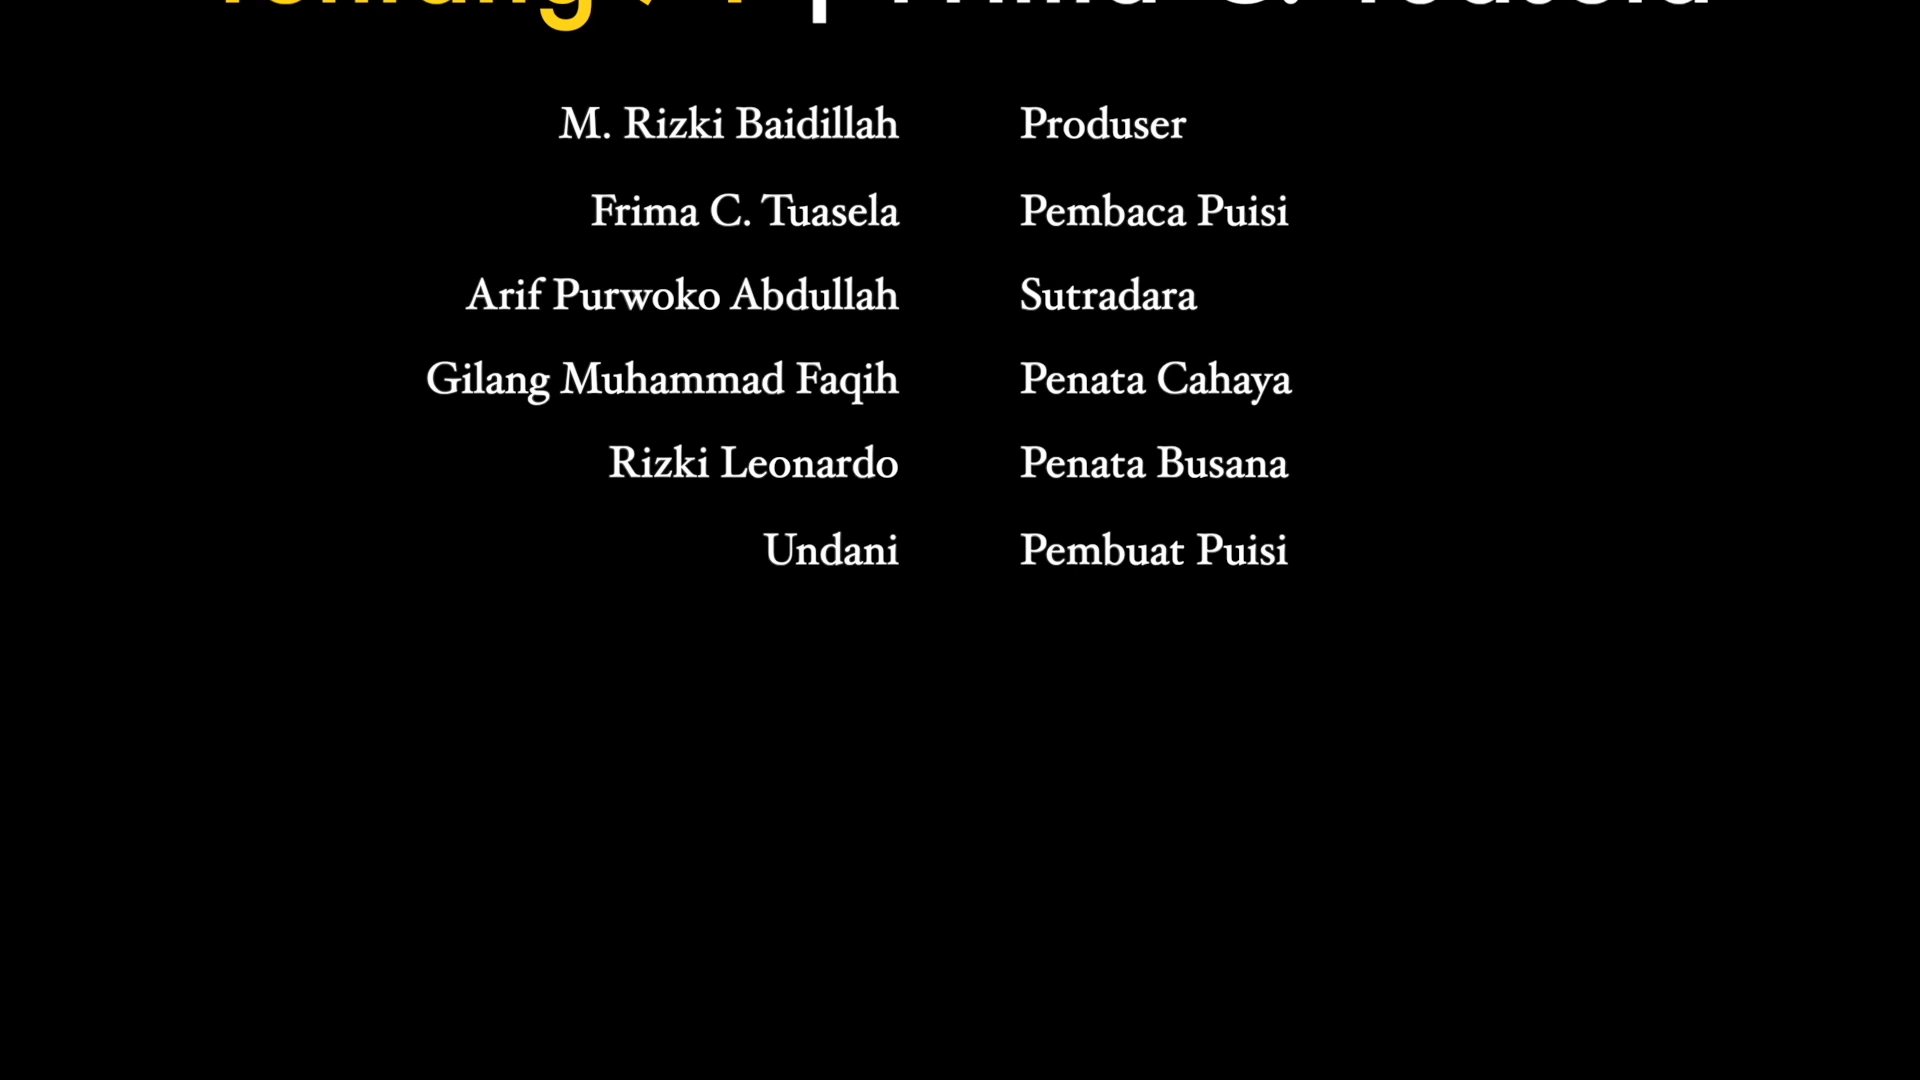 M. Rizki Baidillah Produser
Frima C. Tuasela Pembaca Puisi
Arif Purwoko Abdullah Sutradara
Gilang Muhammad Faqih Penata Cahaya
Rizki Leonardo Penata Busana
Undani Pembuat Puisi